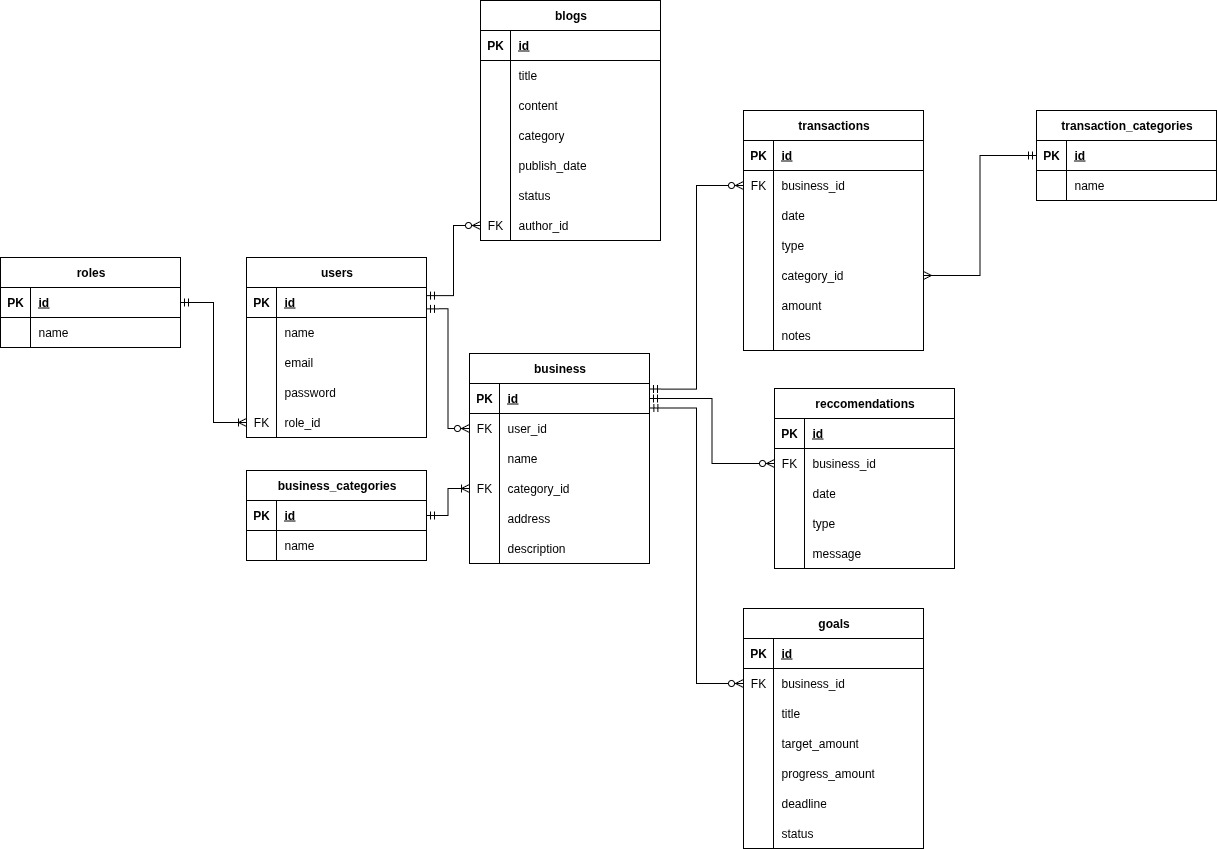 blogs
PK id
title
content
category
publish_date
status
FK author_id
transactions
PK id
FK business_id
date
type
category_id
amount
notes
transaction_categories
PK id
name
roles
PK id
name
users
PK id
name
email
password
FK role_id
business
PK id
FK user_id
name
FK category_id
address
description
business_categories
PK id
name
reccomendations
PK id
FK business_id
date
type
message
goals
PK id
FK business_id
title
target_amount
progress_amount
deadline
status